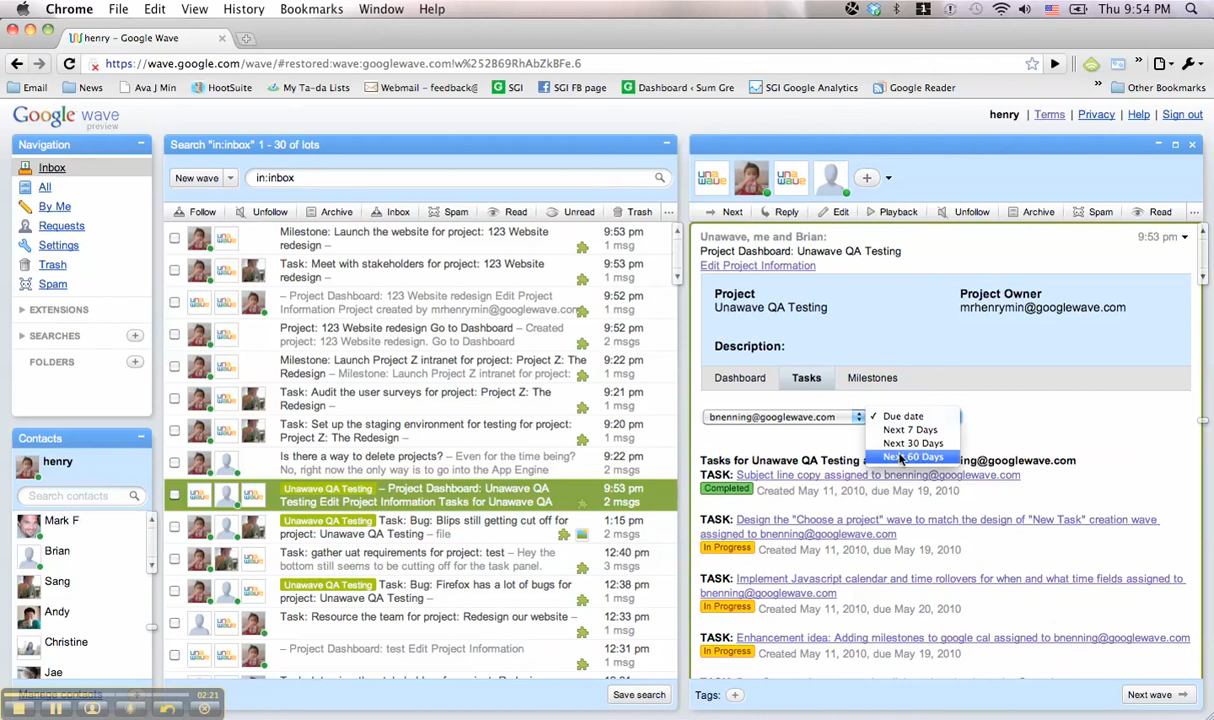 Chrome File Edit View History Bookmarks Window Help Thu 9:54 PM
henry – Google Wave
https://wave.google.com/wave/#restored:wave:googlewave.com!w%252B69RhAbZkBFe.6
Email News Ava J Min HootSuite My Ta-da Lists Webmail – feedback@ SGI SGI FB page Dashboard ‹ Sum Gre SGI Google Analytics Google Reader » Other Bookmarks
Google wave
preview
henry | Terms | Privacy | Help | Sign out
Navigation
Inbox
All
By Me
Requests
Settings
Trash
Spam
EXTENSIONS
SEARCHES
FOLDERS
Contacts
henry
Search contacts
Mark F
Brian
Sang
Andy
Christine
Jae
Manage contacts
02:21
Search "in:inbox" 1 - 30 of lots
New wave in:inbox
Follow Unfollow Archive Inbox Spam Read Unread Trash ...
Milestone: Launch the website for project: 123 Website 9:53 pm
redesign – 1 msg
Task: Meet with stakeholders for project: 123 Website 9:53 pm
redesign – 1 msg
– Project Dashboard: 123 Website redesign Edit Project 9:52 pm
Information Project created by mrhenrymin@googlewave.com 1 msg
Project: 123 Website redesign Go to Dashboard – Created 9:52 pm
project: 123 Website redesign. Go to Dashboard 1 msg
Milestone: Launch Project Z intranet for project: Project Z: The 9:22 pm
Redesign – Milestone: Launch Project Z intranet for project 1 msg
Task: Audit the user surveys for project: Project Z: The 9:21 pm
Redesign – 1 msg
Task: Set up the staging environment for testing for project: 9:20 pm
Project Z: The Redesign – 1 msg
Is there a way to delete projects? – Even for the time being? 9:02 pm
No, right now the only way is to go into the App Engine 1 msg
Unawave QA Testing – Project Dashboard: Unawave QA 9:53 pm
Testing Edit Project Information Tasks for Unawave QA 2 msgs
Unawave QA Testing Task: Bug: Blips still getting cut off for 1:15 pm
project: Unawave QA Testing – file 2 msgs
Task: gather uat requirements for project: test – Hey the 12:40 pm
bottom still seems to be cutting off for the task panel. 3 msgs
Unawave QA Testing Task: Bug: Firefox has a lot of bugs for 12:38 pm
project: Unawave QA Testing – 1 msg
Task: Resource the team for project: Redesign our website – 12:33 pm
1 msg
– Project Dashboard: test Edit Project Information 12:31 pm
Save search
Next Reply Edit Playback Unfollow Archive Spam Read ...
Unawave, me and Brian: 9:53 pm
Project Dashboard: Unawave QA Testing
Edit Project Information
Project Project Owner
Unawave QA Testing mrhenrymin@googlewave.com
Description:
Dashboard Tasks Milestones
bnenning@googlewave.com
Due date
Next 7 Days
Next 30 Days
60 Days
Tasks for Unawave QA Testing
TASK: Subject line copy assigned to bnenning@googlewave.com
Completed Created May 11, 2010, due May 19, 2010
TASK: Design the "Choose a project" wave to match the design of "New Task" creation wave
assigned to bnenning@googlewave.com
In Progress Created May 11, 2010, due May 19, 2010
TASK: Implement Javascript calendar and time rollovers for when and what time fields assigned to
bnenning@googlewave.com
In Progress Created May 11, 2010, due May 20, 2010
TASK: Enhancement idea: Adding milestones to google cal assigned to bnenning@googlewave.com
In Progress Created May 11, 2010, due May 19, 2010
Tags: Next wave